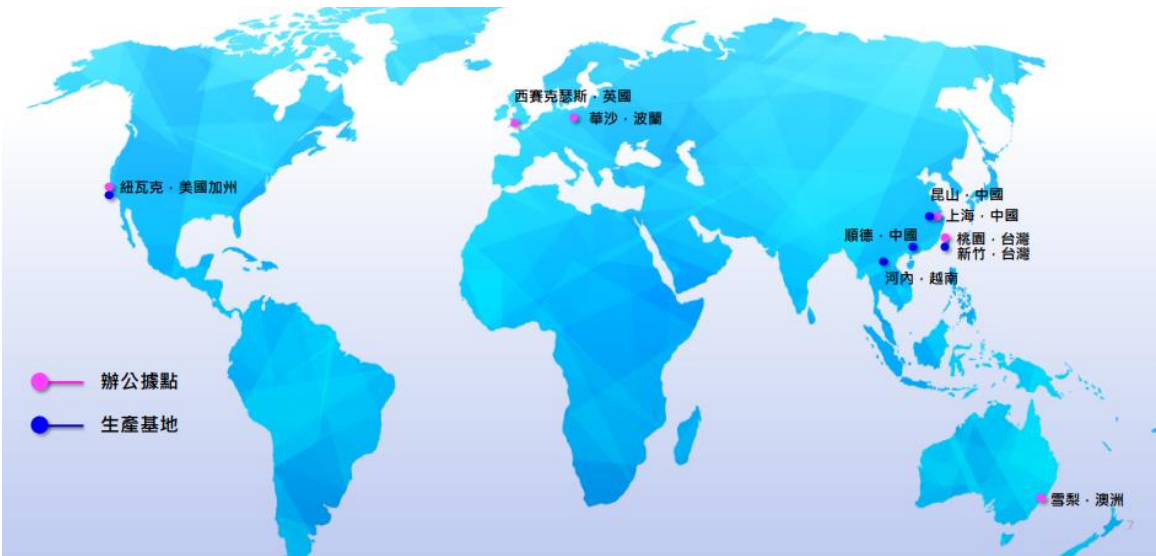 西賽克瑟斯．英國
華沙．波蘭
紐瓦克．美國加州
昆山．中國
上海．中國
順德．中國
桃園．台灣
新竹．台灣
河內．越南
辦公據點
生產基地
雪梨．澳洲
7